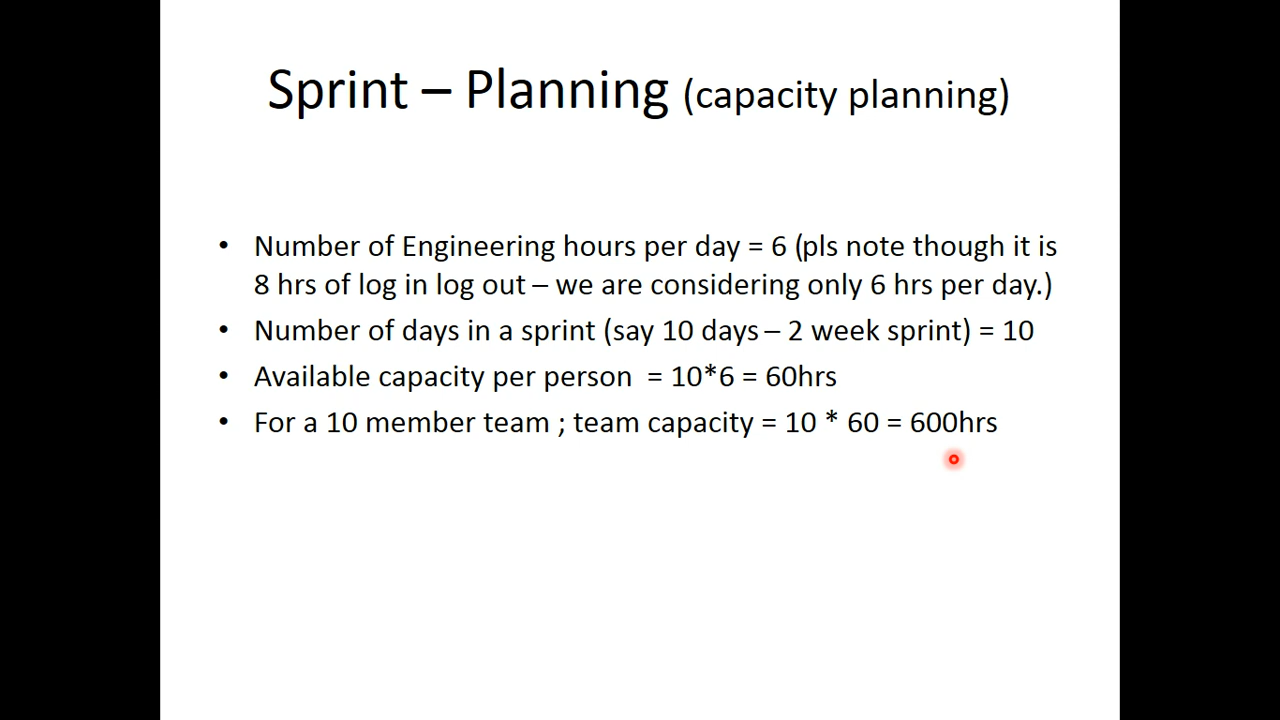 Sprint – Planning (capacity planning)
• Number of Engineering hours per day = 6 (pls note though it is
8 hrs of log in log out – we are considering only 6 hrs per day.)
• Number of days in a sprint (say 10 days – 2 week sprint) = 10
• Available capacity per person = 10*6 = 60hrs
• For a 10 member team ; team capacity = 10 * 60 = 600hrs